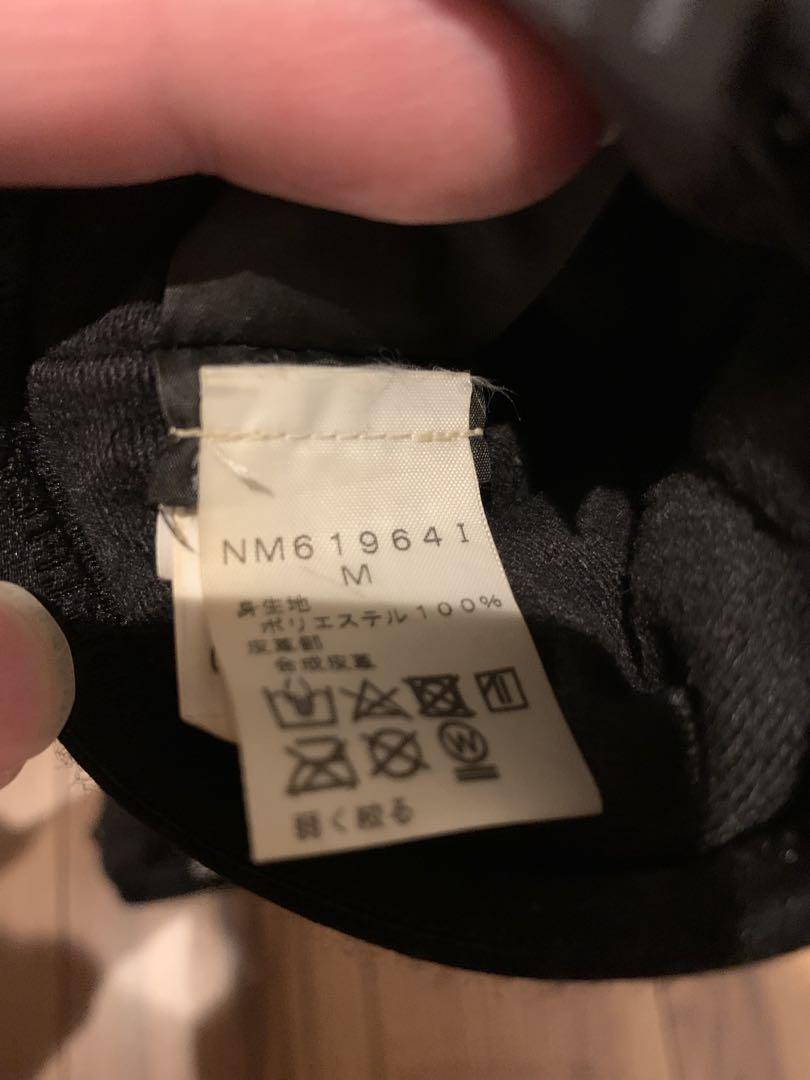 NM61964I
M
身生地
ポリエステル100%
皮革部
合成皮革
W
弱く絞る